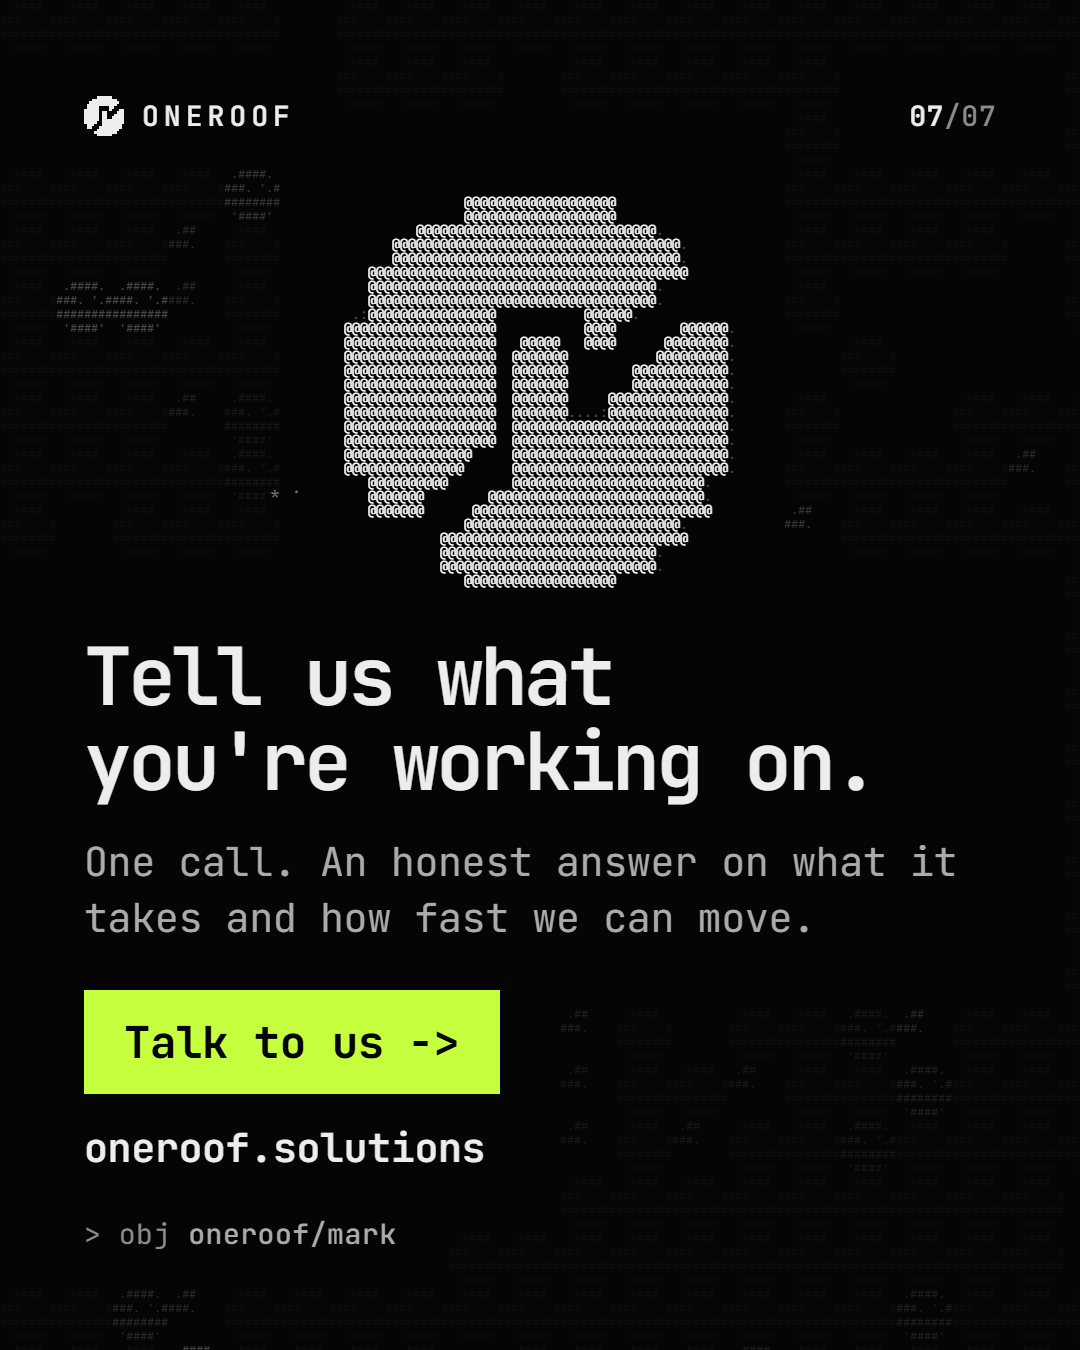 ONEROOF
07/07
Tell us what
you're working on.
One call. An honest answer on what it
takes and how fast we can move.
Talk to us ->
oneroof.solutions
> obj oneroof/mark